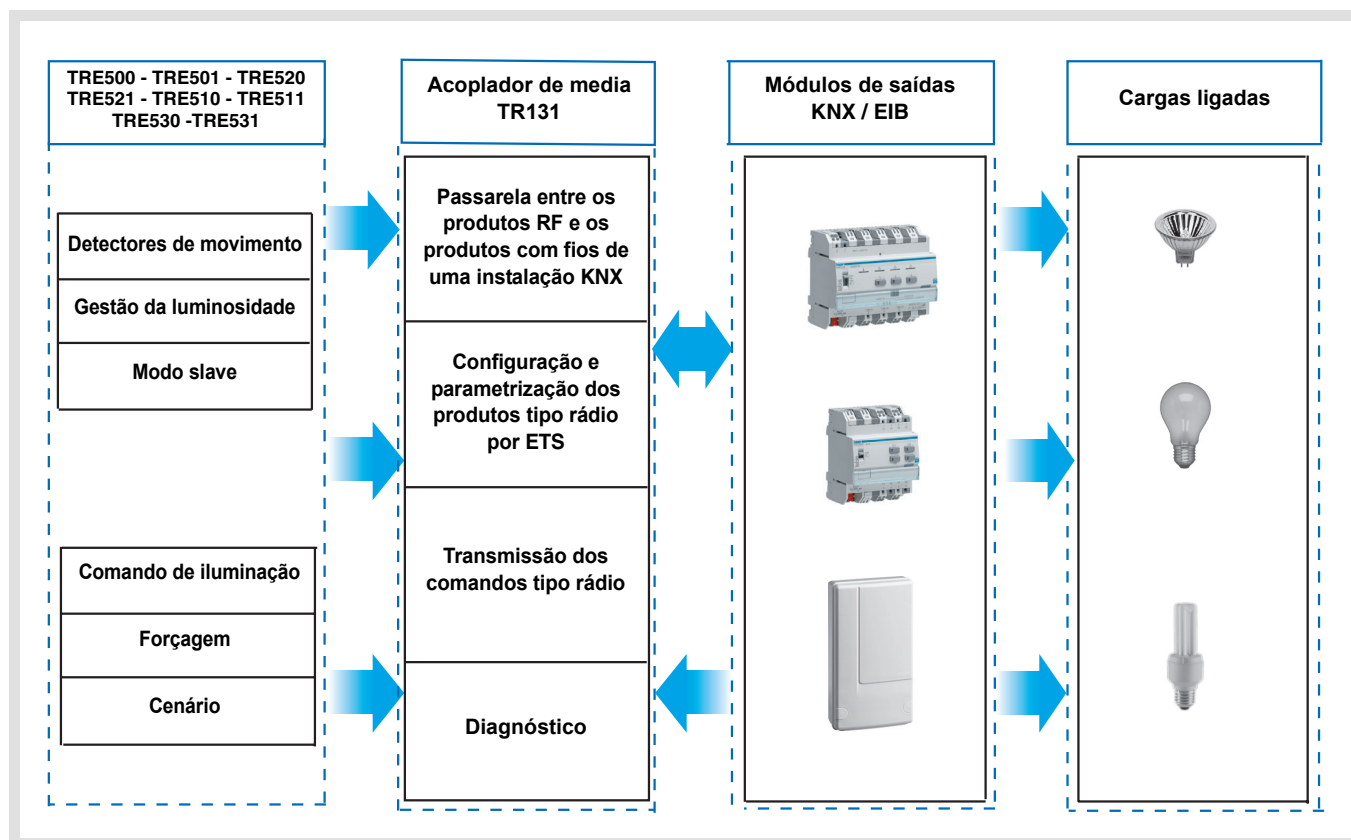 TRE500 - TRE501 - TRE520
TRE521 - TRE510 - TRE511
TRE530 -TRE531
Detectores de movimento
Gestão da luminosidade
Modo slave
Comando de iluminação
Forçagem
Cenário
Acoplador de media
TR131
Passarela entre os
produtos RF e os
produtos com fios de
uma instalação KNX
Configuração e
parametrização dos
produtos tipo rádio
por ETS
Transmissão dos
comandos tipo rádio
Diagnóstico
Módulos de saídas
KNX / EIB
Cargas ligadas